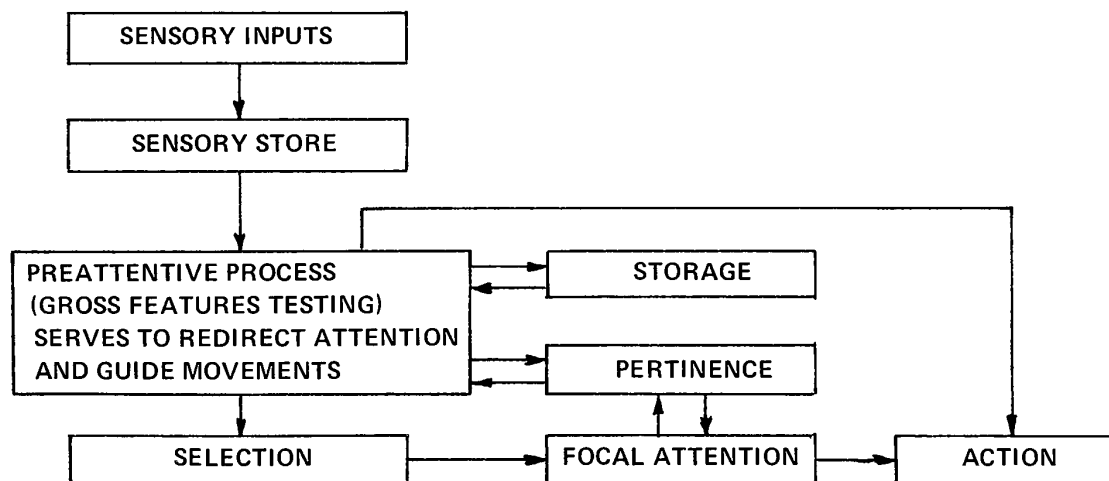 SENSORY INPUTS
SENSORY STORE
PREATTENTIVE PROCESS
(GROSS FEATURES TESTING)
SERVES TO REDIRECT ATTENTION
AND GUIDE MOVEMENTS
STORAGE
PERTINENCE
SELECTION
FOCAL ATTENTION
ACTION